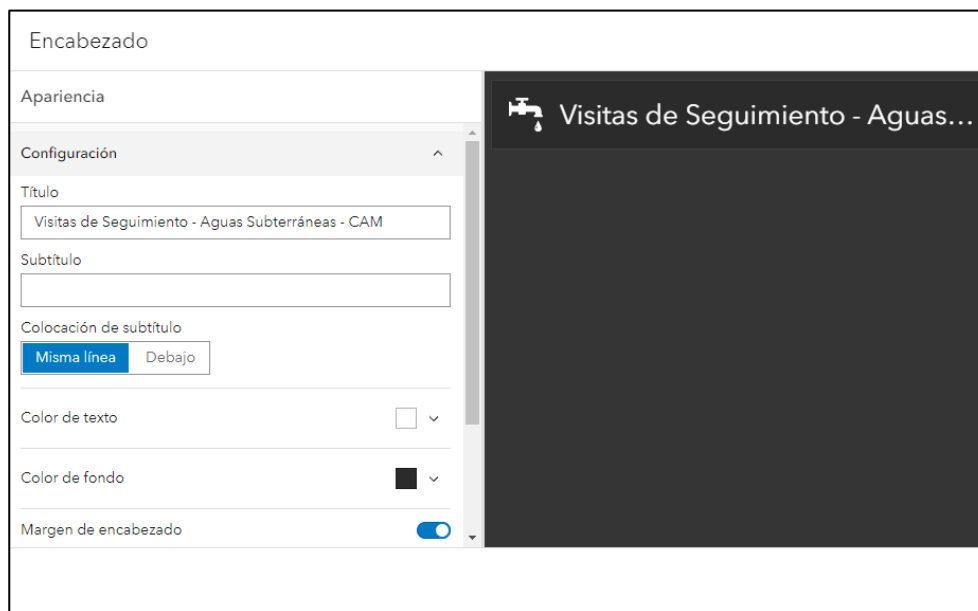 Encabezado
Apariencia
Configuración
Título
Visitas de Seguimiento - Aguas Subterráneas - CAM
Subtítulo
Colocación de subtítulo
Misma línea Debajo
Color de texto
Color de fondo
Margen de encabezado
Visitas de Seguimiento - Aguas...